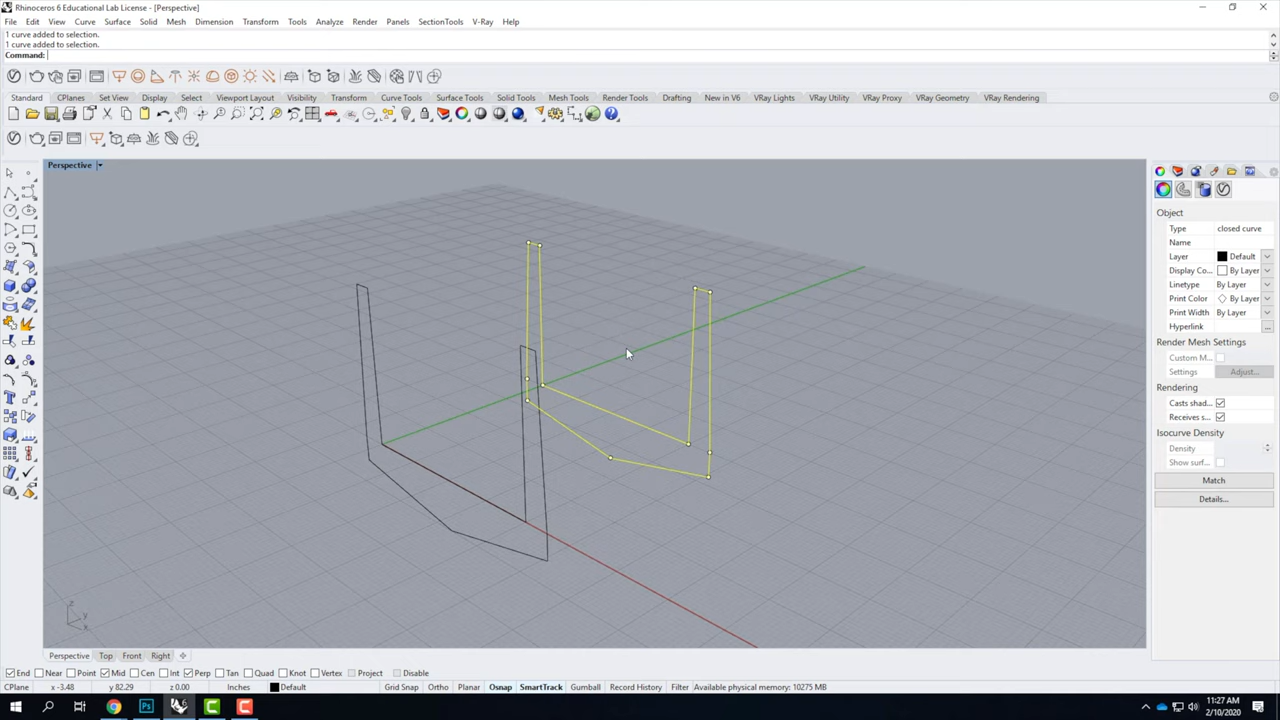 Rhinoceros 6 Educational Lab License - [Perspective]
File Edit View Curve Surface Solid Mesh Dimension Transform Tools Analyze Render Panels V-Ray SectionTools Help
1 curve added to selection.
1 curve added to selection.
Command:
Standard CPlanes Set View Display Select Viewport Layout Visibility Transform Curve Tools Surface Tools Solid Tools Mesh Tools Render Tools Drafting New in V6 VRay Lights VRay Utility VRay Proxy VRay Geometry VRay Rendering
Perspective
Object
Type closed curve
Name
Layer Default
Display Co... By Layer
Linetype By Layer
Print Color By Layer
Print Width By Layer
Hyperlink ...
Render Mesh Settings
Custom M...
Settings Adjust...
Rendering
Casts shad...
Receives s...
Isocurve Density
Density
Show surf...
Match
Details...
z
y
x
Perspective Top Front Right
End Near Point Mid Cen Int Perp Tan Quad Knot Vertex Project Disable
CPlane x -3.48 y 82.29 z 0.00 Inches Default Grid Snap Ortho Planar Osnap SmartTrack Gumball Record History Filter Available physical memory: 10275 MB
11:27 AM
2/10/2020